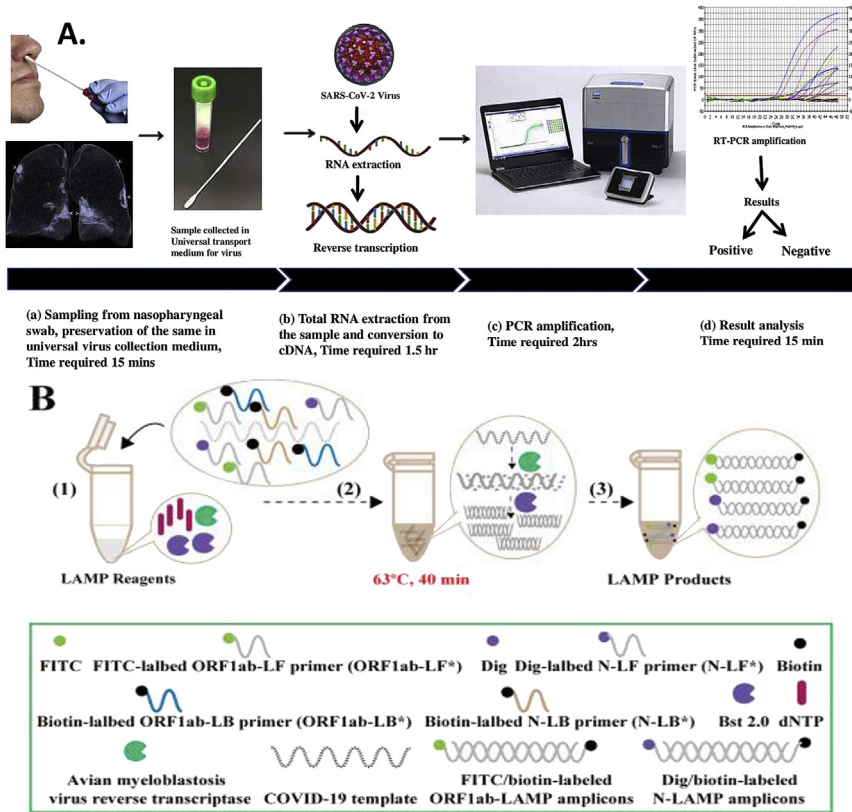 A.
SARS-CoV-2 Virus
RNA extraction
Reverse transcription
Sample collected in
Universal transport
medium for virus
RT-PCR amplification
Results
Positive Negative
(a) Sampling from nasopharyngeal
swab, preservation of the same in
universal virus collection medium,
Time required 15 mins
(b) Total RNA extraction from
the sample and conversion to
cDNA, Time required 1.5 hr
(c) PCR amplification,
Time required 2hrs
(d) Result analysis
Time required 15 min
B
(1) (2) (3)
LAMP Reagents
63°C, 40 min
LAMP Products
FITC FITC-lalbed ORF1ab-LF primer (ORF1ab-LF*) Dig Dig-lalbed N-LF primer (N-LF*) Biotin
Biotin-lalbed ORF1ab-LB primer (ORF1ab-LB*) Biotin-lalbed N-LB primer (N-LB*) Bst 2.0 dNTP
Avian myeloblastosis
virus reverse transcriptase
COVID-19 template
FITC/biotin-labeled
ORF1ab-LAMP amplicons
Dig/biotin-labeled
N-LAMP amplicons